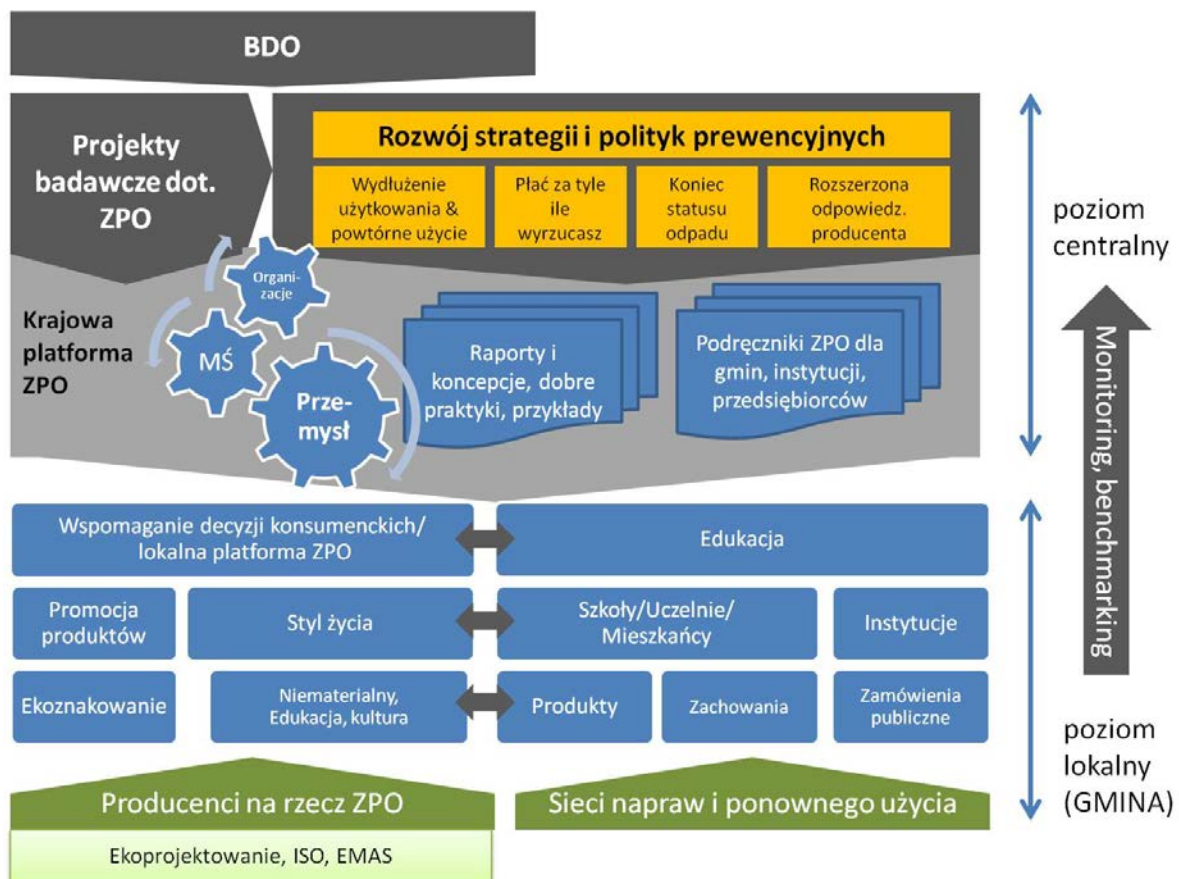 BDO
Projekty
badawcze dot.
ZPO
Rozwój strategii i polityk prewencyjnych
Wydłużenie
użytkowania &
powtórne użycie
Płać za tyle
ile
wyrzucasz
Koniec
statusu
odpadu
Rozszerzona
odpowiedz.
producenta
poziom
centralny
Krajowa
platforma
ZPO
Organi-
zacje
MŚ
Prze-
mysł
Raporty i
koncepcje, dobre
praktyki, przykłady
Podręczniki ZPO dla
gmin, instytucji,
przedsiębiorców
Monitoring, benchmarking
Wspomaganie decyzji konsumenckich/
lokalna platforma ZPO
Edukacja
Promocja
produktów
Styl życia
Szkoły/Uczelnie/
Mieszkańcy
Instytucje
Ekoznakowanie
Niematerialny,
Edukacja, kultura
Produkty
Zachowania
Zamówienia
publiczne
poziom
lokalny
(GMINA)
Producenci na rzecz ZPO
Sieci napraw i ponownego użycia
Ekoprojektowanie, ISO, EMAS